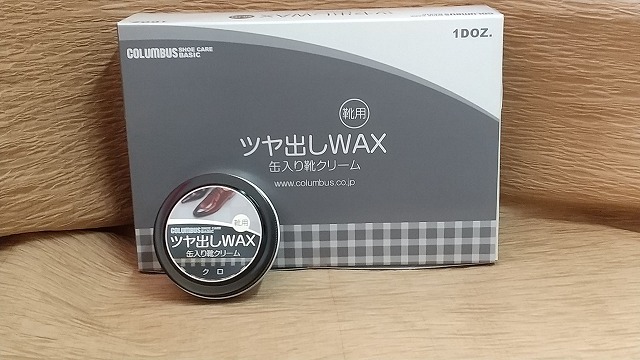 COLUMBUS SHOE CARE
BASIC
1DOZ.
靴用
ツヤ出しWAX
缶入り靴クリーム
www.columbus.co.jp
靴用
COLUMBUS SHOE CARE
BASIC
ツヤ出しWAX
缶入り靴クリーム
クロ